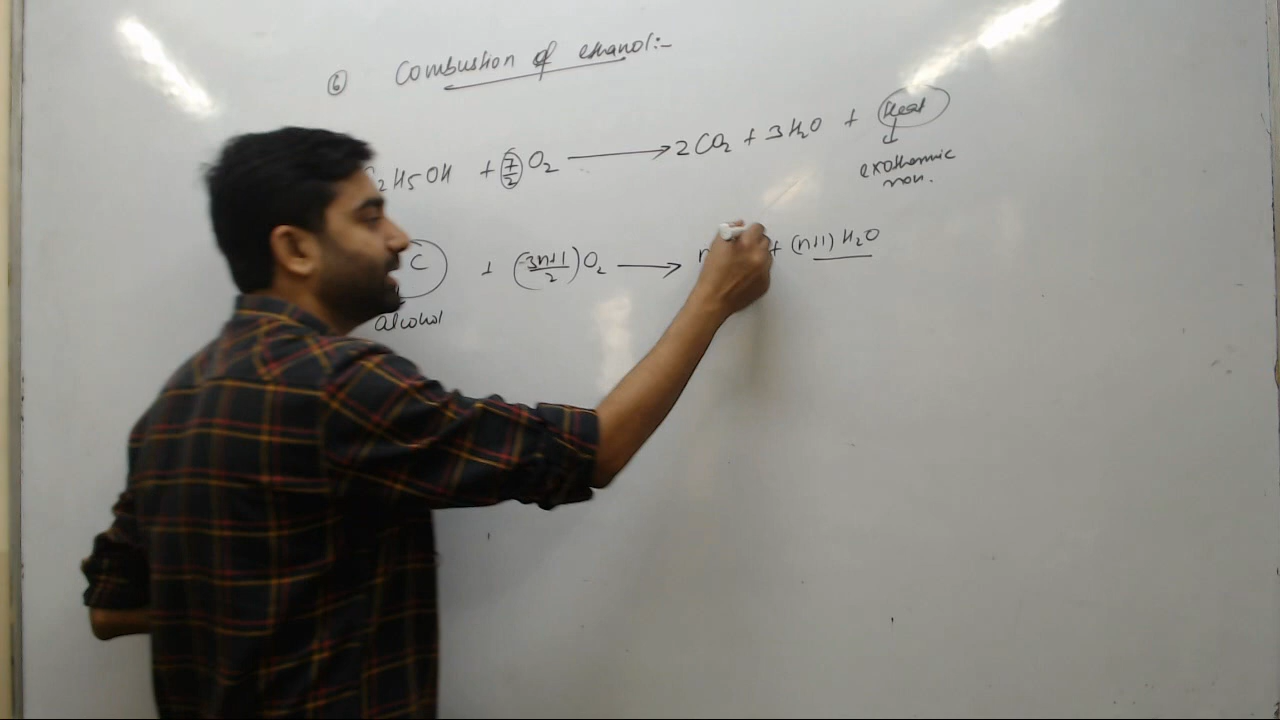 ⑥ Combustion of ethanol:-
2H5OH + 7/2 O2 → 2CO2 + 3H2O + Heat
exothermic
rxn.
C + (3n+1/2) O2 → n + (n+1) H2O
alcohol